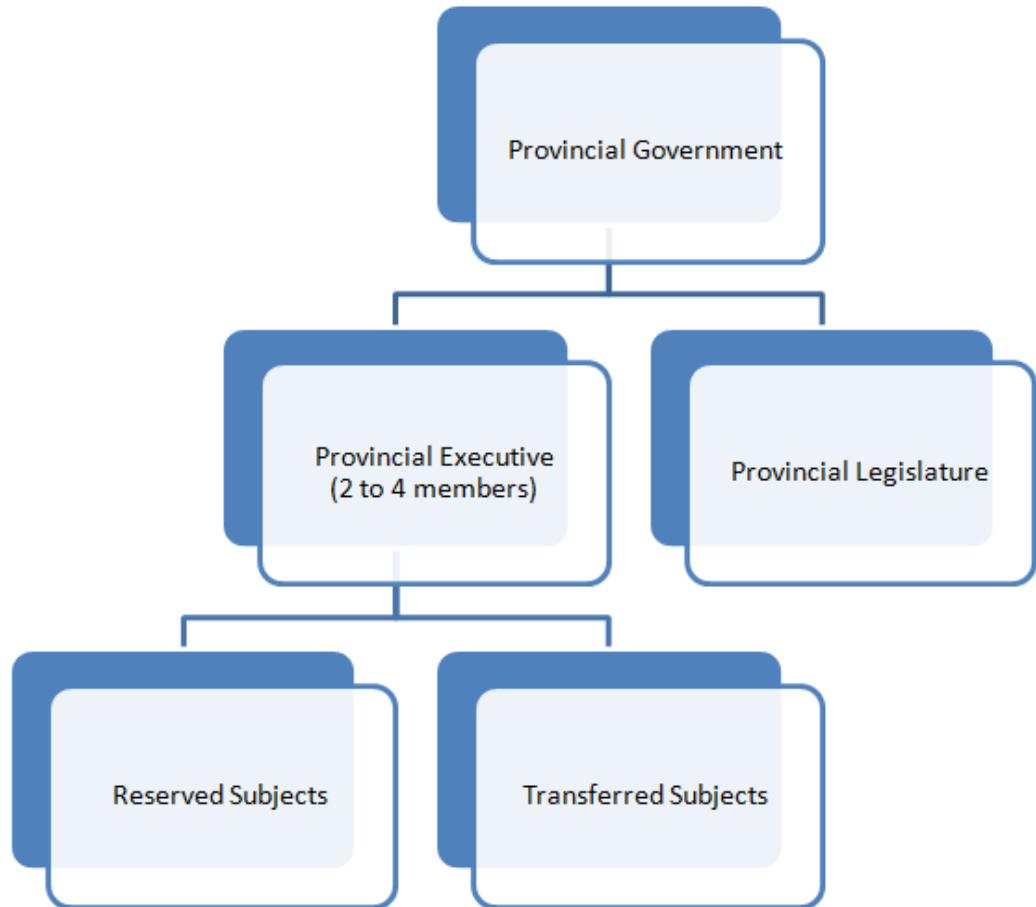 Provincial Government
Provincial Executive
(2 to 4 members)
Provincial Legislature
Reserved Subjects
Transferred Subjects